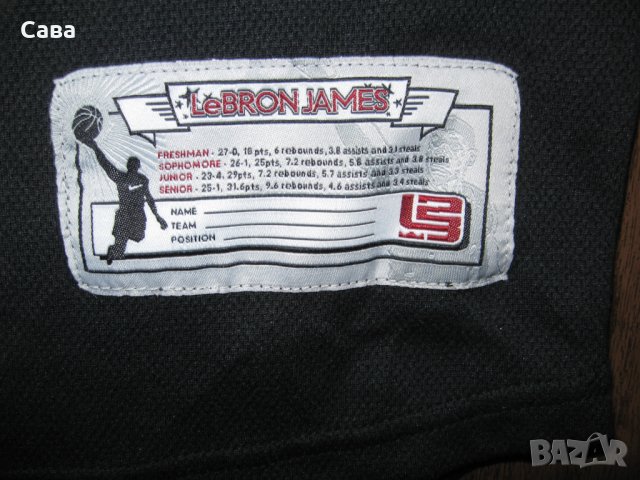 Сава
LeBRON JAMES
FRESHMAN - 27-0, 18 pts, 6 rebounds, 3.8 assists and 3.1 steals
SOPHOMORE - 26-1, 25pts, 7.2 rebounds, 5.8 assists and 3.8 steals
JUNIOR - 23-4, 29pts, 7.2 rebounds, 5.7 assists and 3.3 steals
SENIOR - 25-1, 31.6pts, 9.6 rebounds, 4.6 assists and 3.4 steals
NAME
TEAM
POSITION
BAZAR